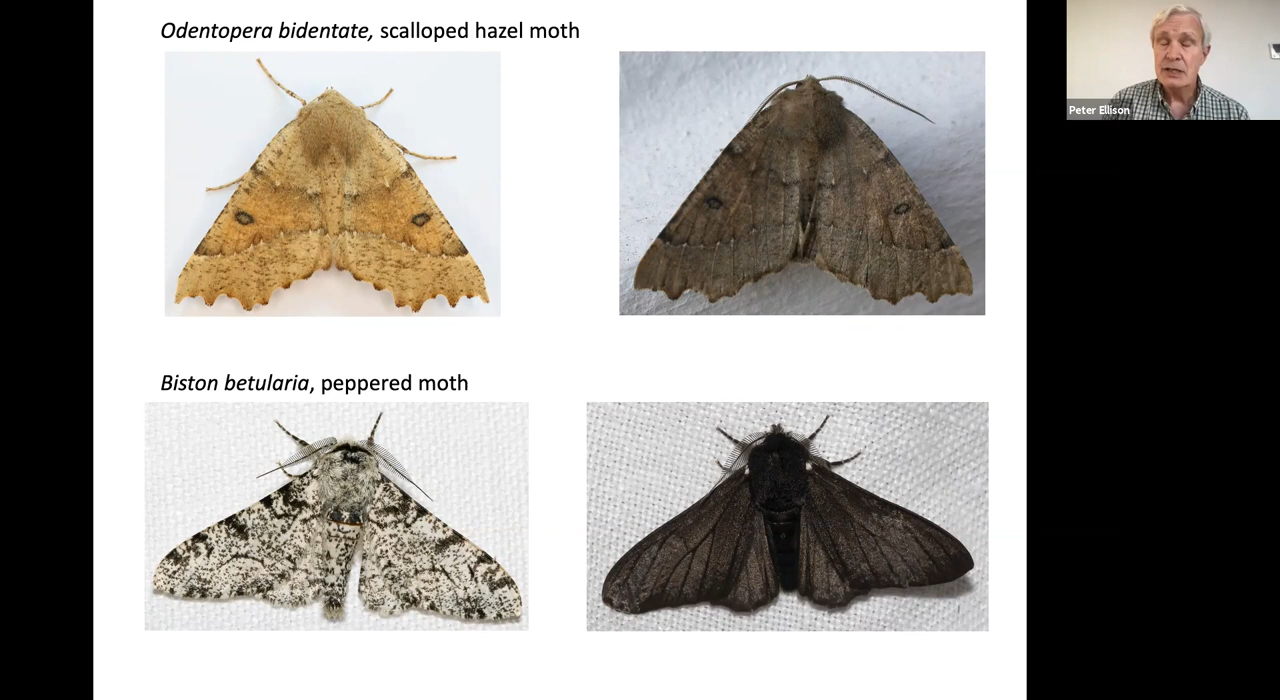 Odentopera bidentate, scalloped hazel moth
Peter Ellison
Biston betularia, peppered moth